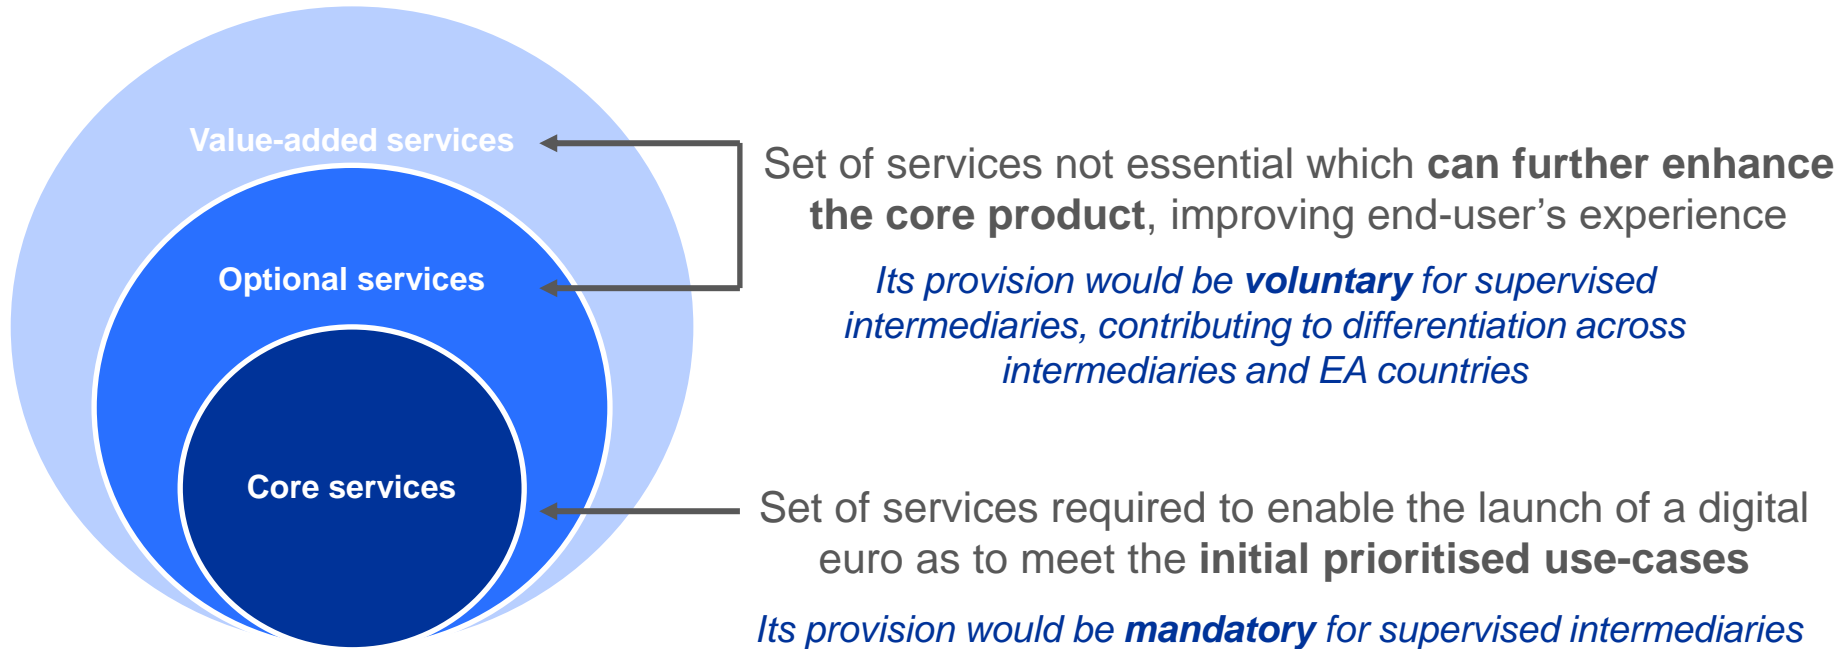 Value-added services
Optional services
Core services
Set of services not essential which can further enhance
the core product, improving end-user’s experience
Its provision would be voluntary for supervised
intermediaries, contributing to differentiation across
intermediaries and EA countries
Set of services required to enable the launch of a digital
euro as to meet the initial prioritised use-cases
Its provision would be mandatory for supervised intermediaries